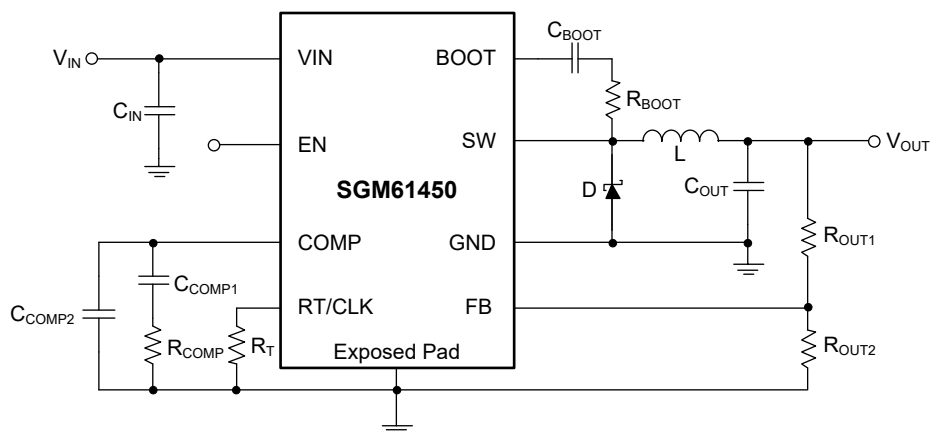 C_BOOT
V_IN
VIN
BOOT
R_BOOT
C_IN
EN
SW
L
V_OUT
SGM61450
D
C_OUT
COMP
GND
R_OUT1
C_COMP1
C_COMP2
RT/CLK
FB
R_COMP
R_T
R_OUT2
Exposed Pad